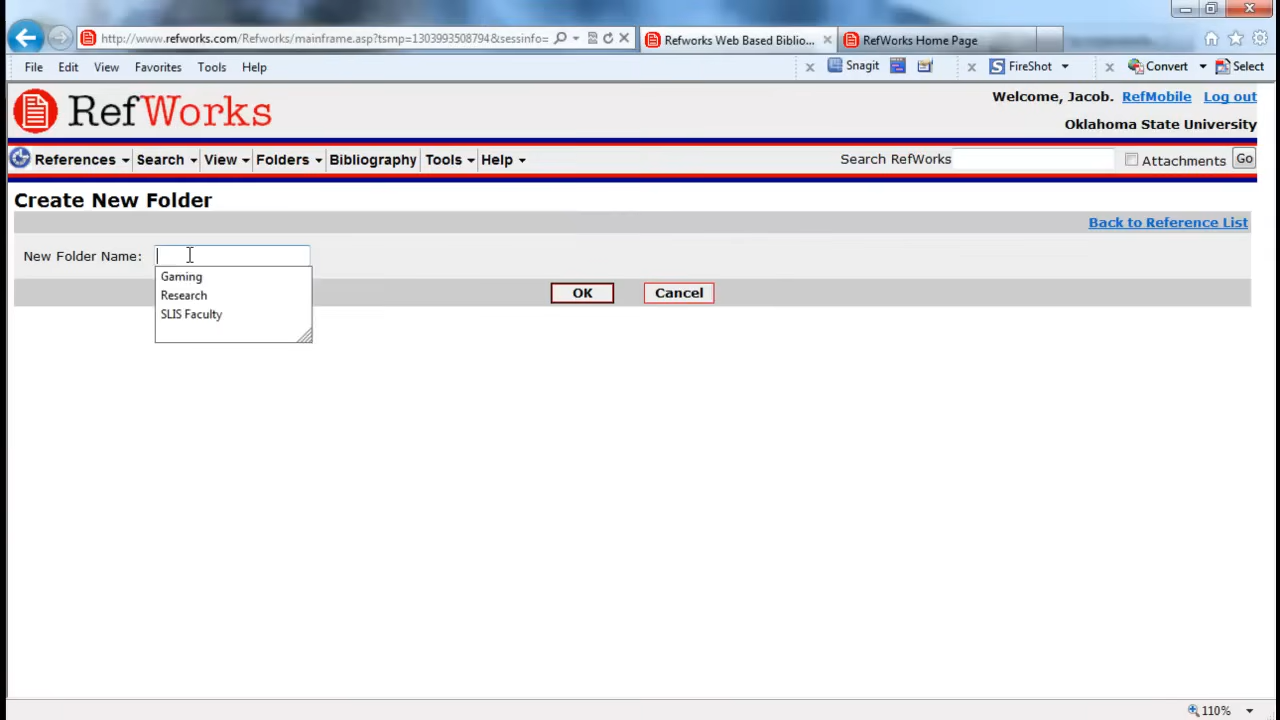 http://www.refworks.com/Refworks/mainframe.asp?tsmp=1303993508794&sessinfo=
Refworks Web Based Biblio...
RefWorks Home Page
File Edit View Favorites Tools Help
Snagit
FireShot
Convert
Select
RefWorks
Welcome, Jacob. RefMobile Log out
Oklahoma State University
References Search View Folders Bibliography Tools Help
Search RefWorks
Attachments
Go
Create New Folder
Back to Reference List
New Folder Name:
Gaming
Research
SLIS Faculty
OK
Cancel
110%